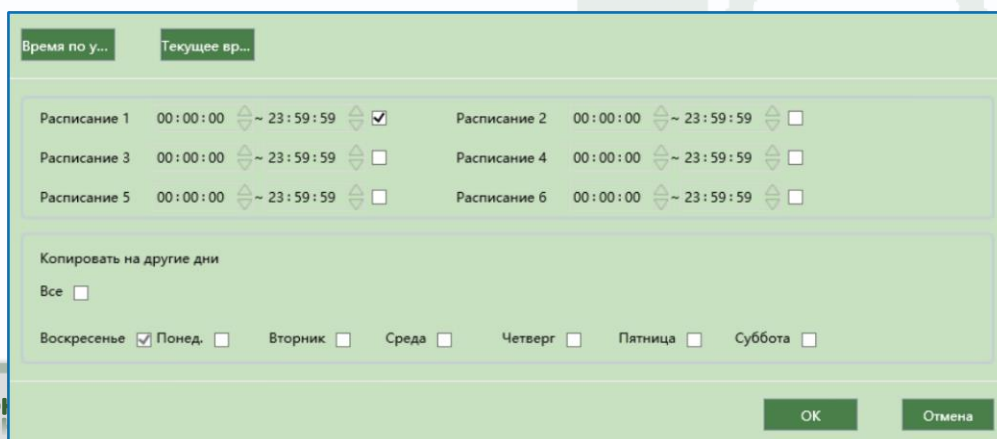 Время по у... Текущее вр...
Расписание 1 00:00:00 ~ 23:59:59 Расписание 2 00:00:00 ~ 23:59:59
Расписание 3 00:00:00 ~ 23:59:59 Расписание 4 00:00:00 ~ 23:59:59
Расписание 5 00:00:00 ~ 23:59:59 Расписание 6 00:00:00 ~ 23:59:59
Копировать на другие дни
Все
Воскресенье Понед. Вторник Среда Четверг Пятница Суббота
OK Отмена